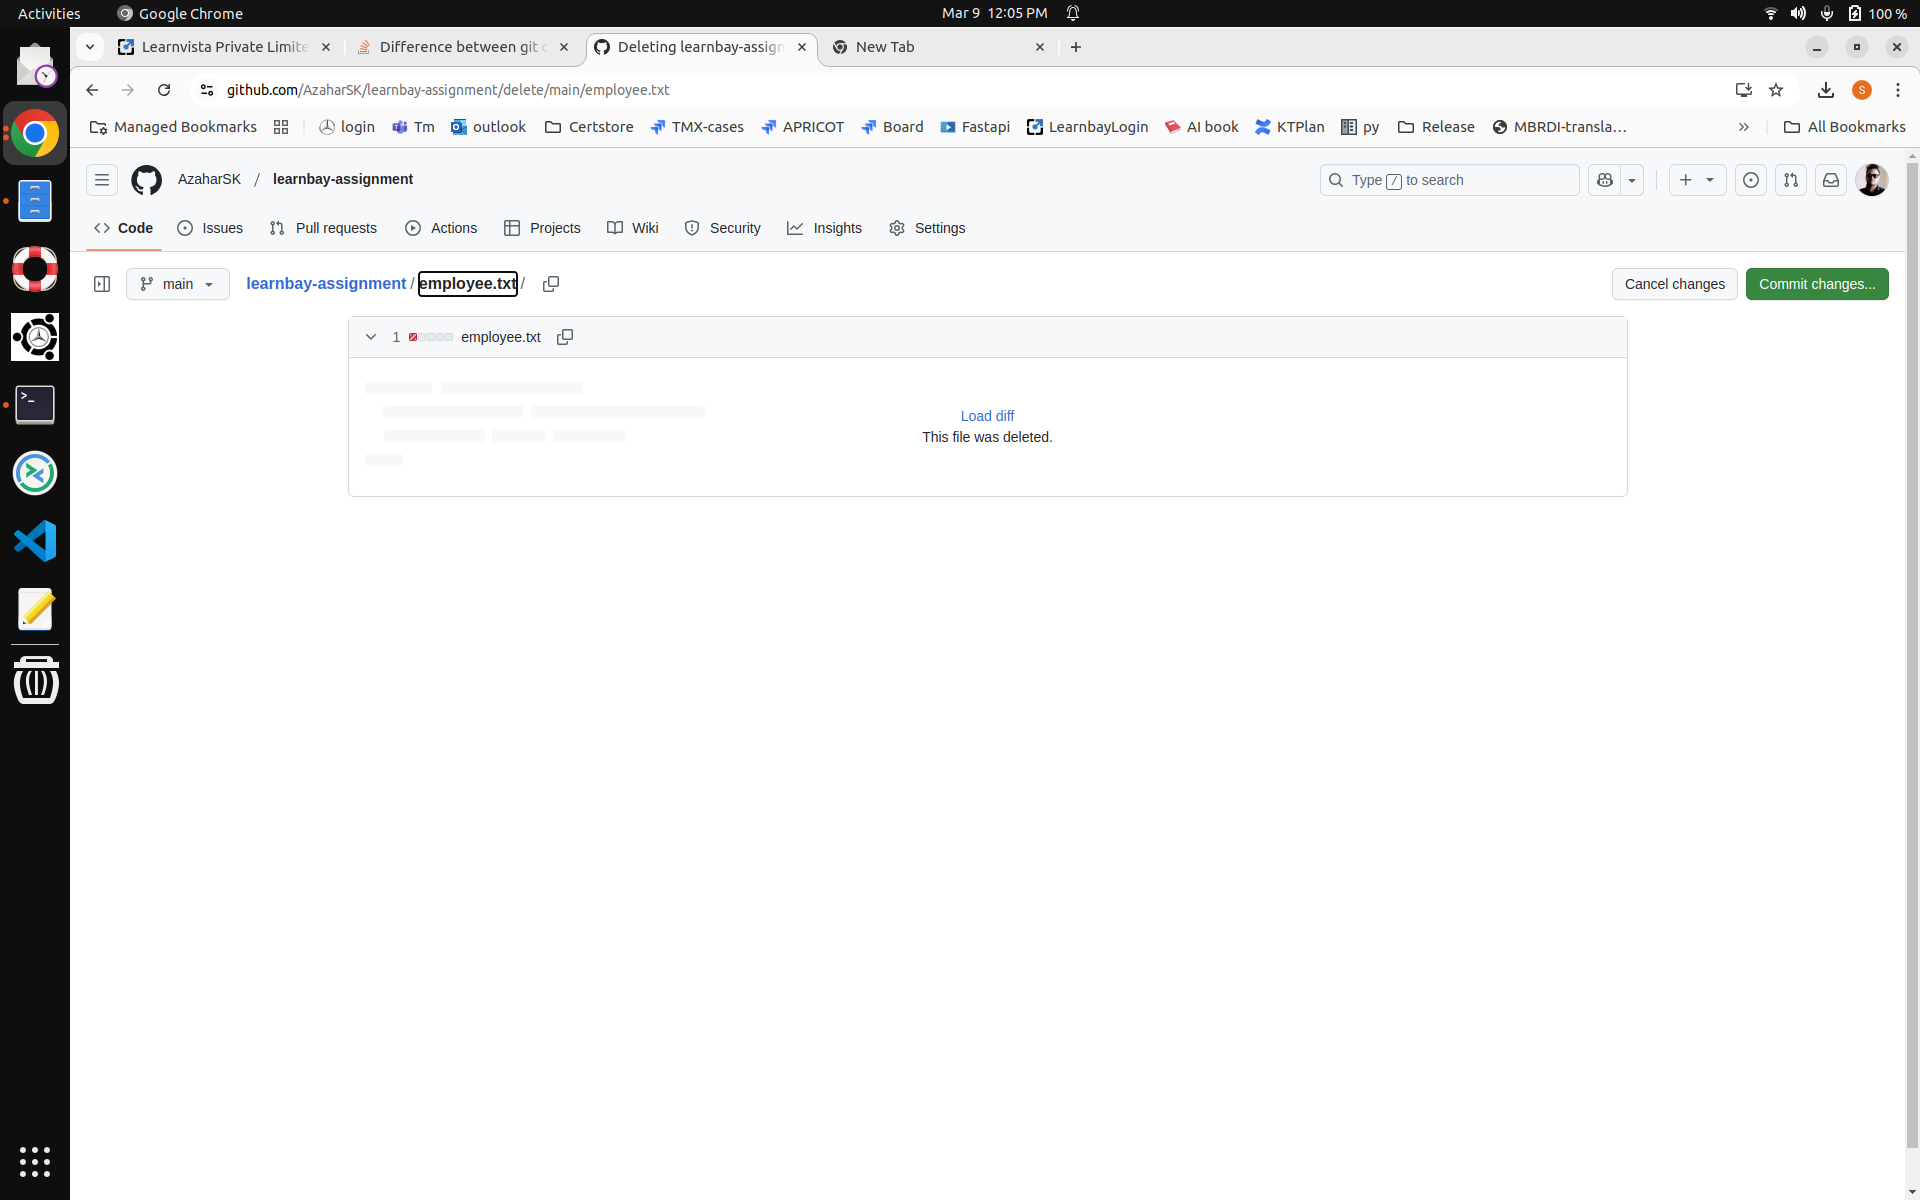 Activities Google Chrome Mar 9 12:05 PM 100 %
Learnvista Private Limite Difference between git Deleting learnbay-assign New Tab
github.com/AzaharSK/learnbay-assignment/delete/main/employee.txt S
Managed Bookmarks login Tm outlook Certstore TMX-cases APRICOT Board Fastapi LearnbayLogin AI book KTPlan py Release MBRDI-transla… All Bookmarks
AzaharSK / learnbay-assignment Type / to search
Code Issues Pull requests Actions Projects Wiki Security Insights Settings
main learnbay-assignment / employee.txt / Cancel changes Commit changes...
1 employee.txt
Load diff
This file was deleted.